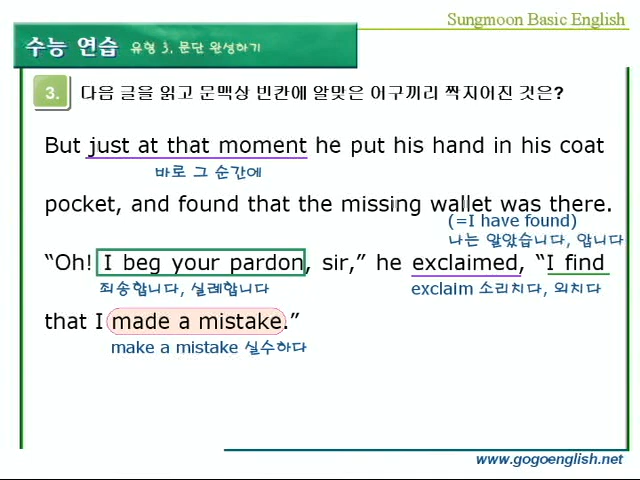 Sungmoon Basic English
수능 연습 유형 3. 문단 완성하기
3. 다음 글을 읽고 문맥상 빈칸에 알맞은 어구끼리 짝지어진 것은?
But just at that moment he put his hand in his coat
바로 그 순간에
pocket, and found that the missing wallet was there.
(=I have found)
나는 알았습니다, 압니다
“Oh! I beg your pardon, sir,” he exclaimed, “I find
죄송합니다, 실례합니다
exclaim 소리치다, 외치다
that I made a mistake.”
make a mistake 실수하다
www.gogoenglish.net